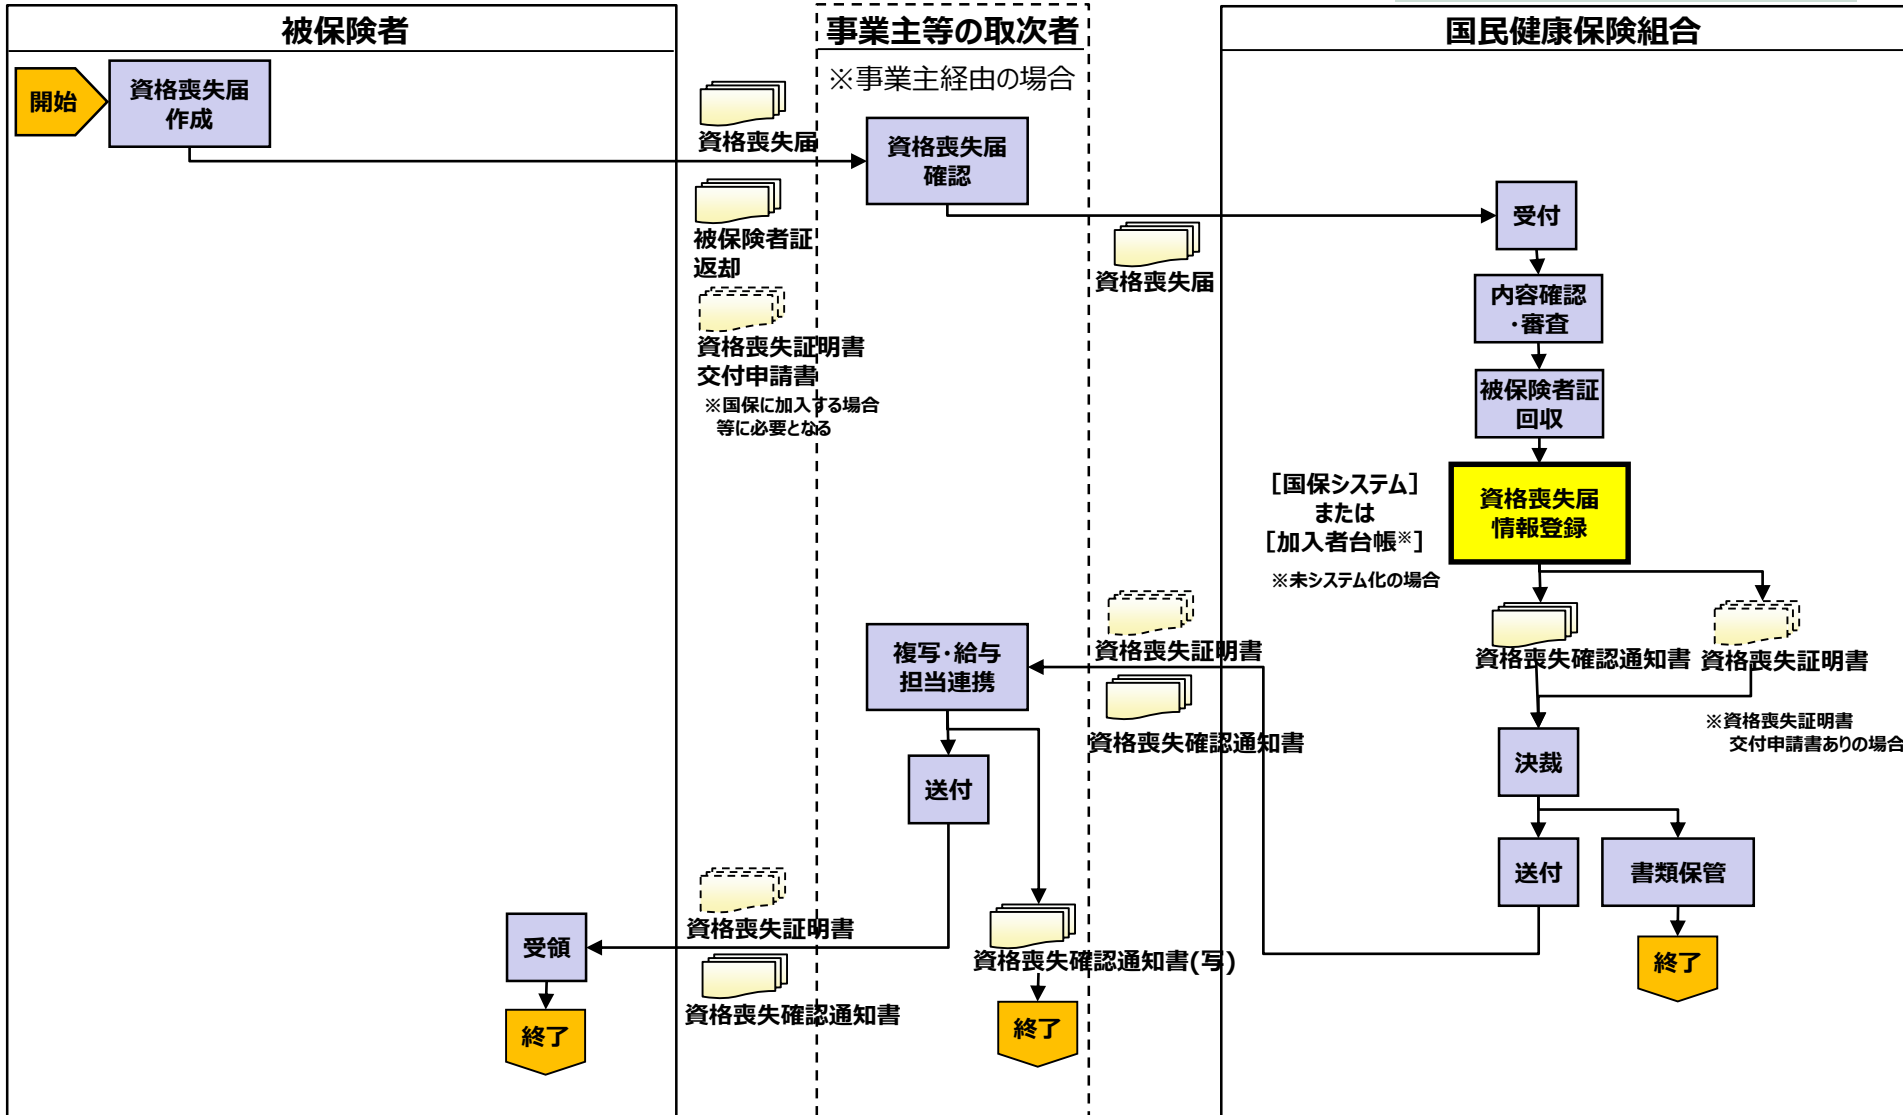 被保険者
事業主等の取次者
国民健康保険組合
※事業主経由の場合
開始
資格喪失届
作成
資格喪失届
資格喪失届
確認
被保険者証
返却
資格喪失届
受付
内容確認
・審査
資格喪失証明書
交付申請書
※国保に加入する場合
等に必要となる
被保険者証
回収
[国保システム]
または
[加入者台帳※]
※未システム化の場合
資格喪失届
情報登録
資格喪失確認通知書
資格喪失証明書
※資格喪失証明書
交付申請書ありの場合
決裁
送付
書類保管
終了
資格喪失証明書
資格喪失確認通知書
複写・給与
担当連携
送付
資格喪失確認通知書(写)
終了
資格喪失証明書
資格喪失確認通知書
受領
終了